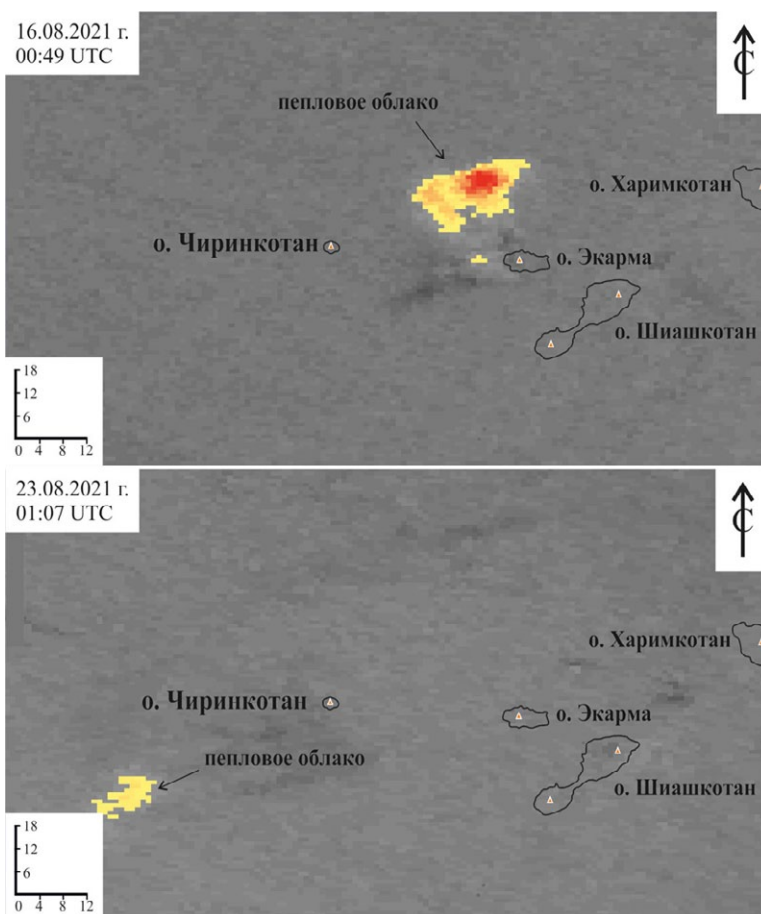 16.08.2021 г.
00:49 UTC
С
пепловое облако
о. Харимкотан
о. Чиринкотан
о. Экарма
о. Шиашкотан
18
12
6
0 4 8 12
23.08.2021 г.
01:07 UTC
С
о. Харимкотан
о. Чиринкотан
о. Экарма
пепловое облако
о. Шиашкотан
18
12
6
0 4 8 12